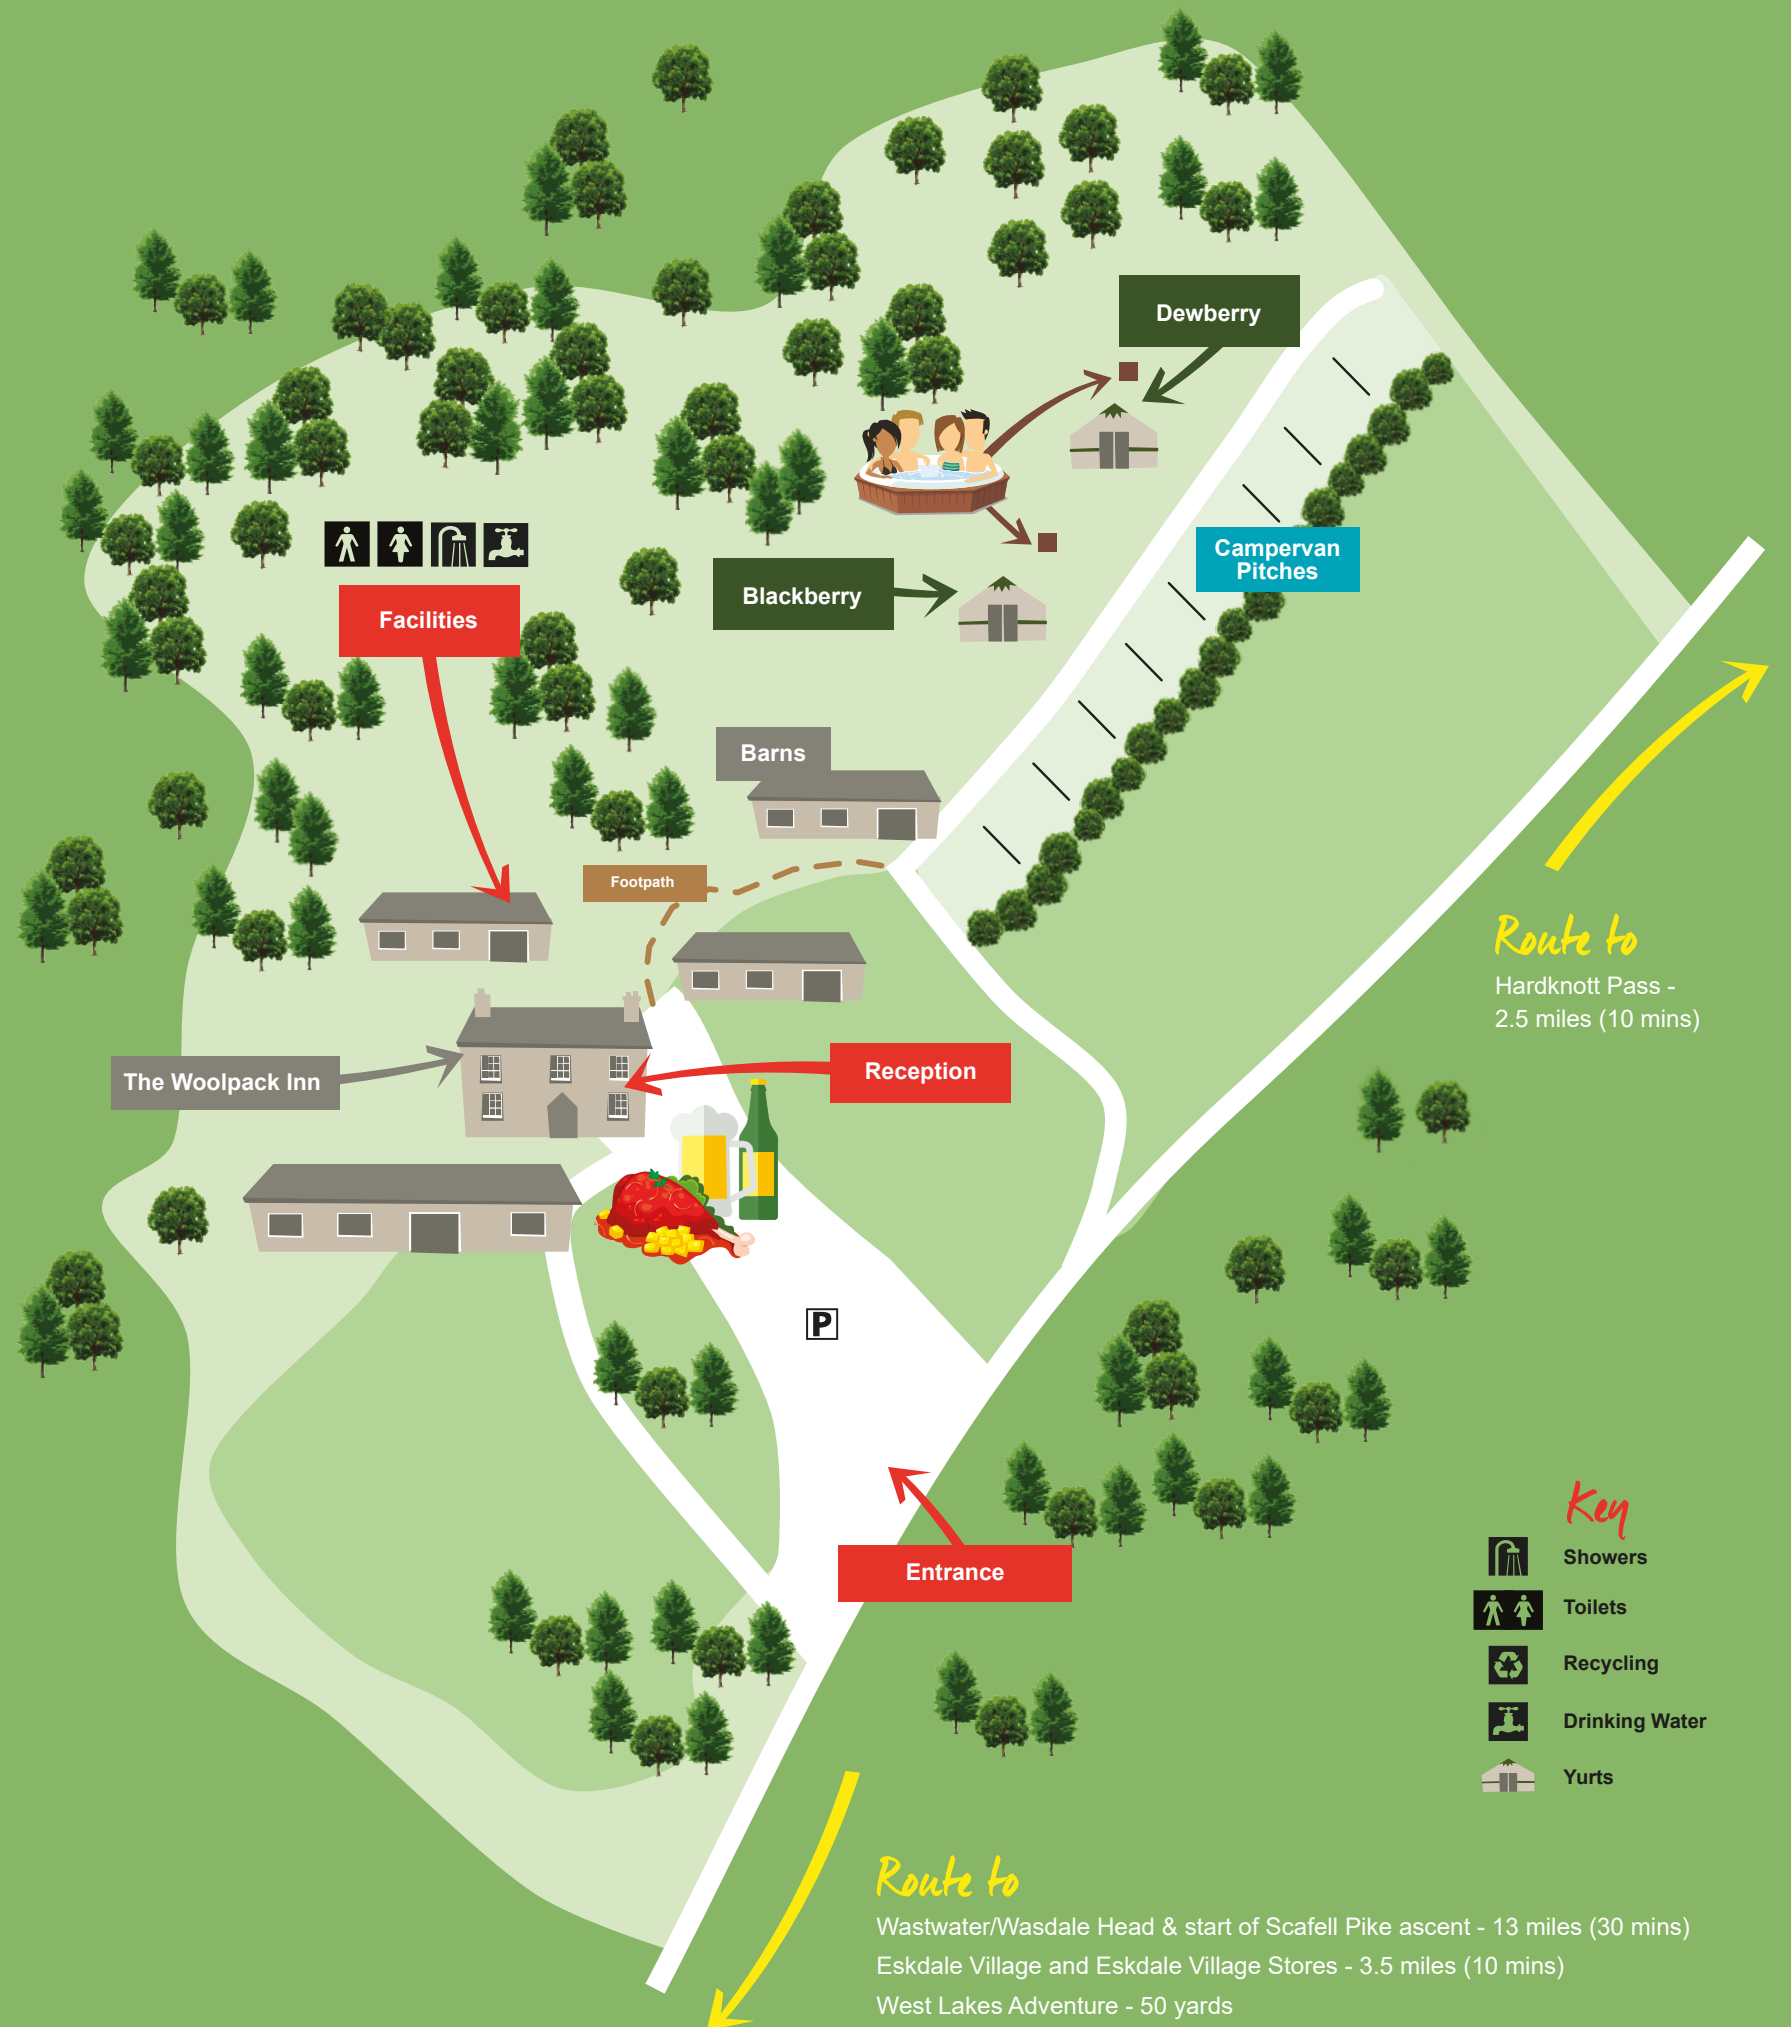 Dewberry
Campervan
Pitches
Blackberry
Facilities
Barns
Footpath
Route to
Hardknott Pass -
2.5 miles (10 mins)
The Woolpack Inn
Reception
P
Entrance
Key
Showers
Toilets
Recycling
Drinking Water
Yurts
Route to
Wastwater/Wasdale Head & start of Scafell Pike ascent - 13 miles (30 mins)
Eskdale Village and Eskdale Village Stores - 3.5 miles (10 mins)
West Lakes Adventure - 50 yards